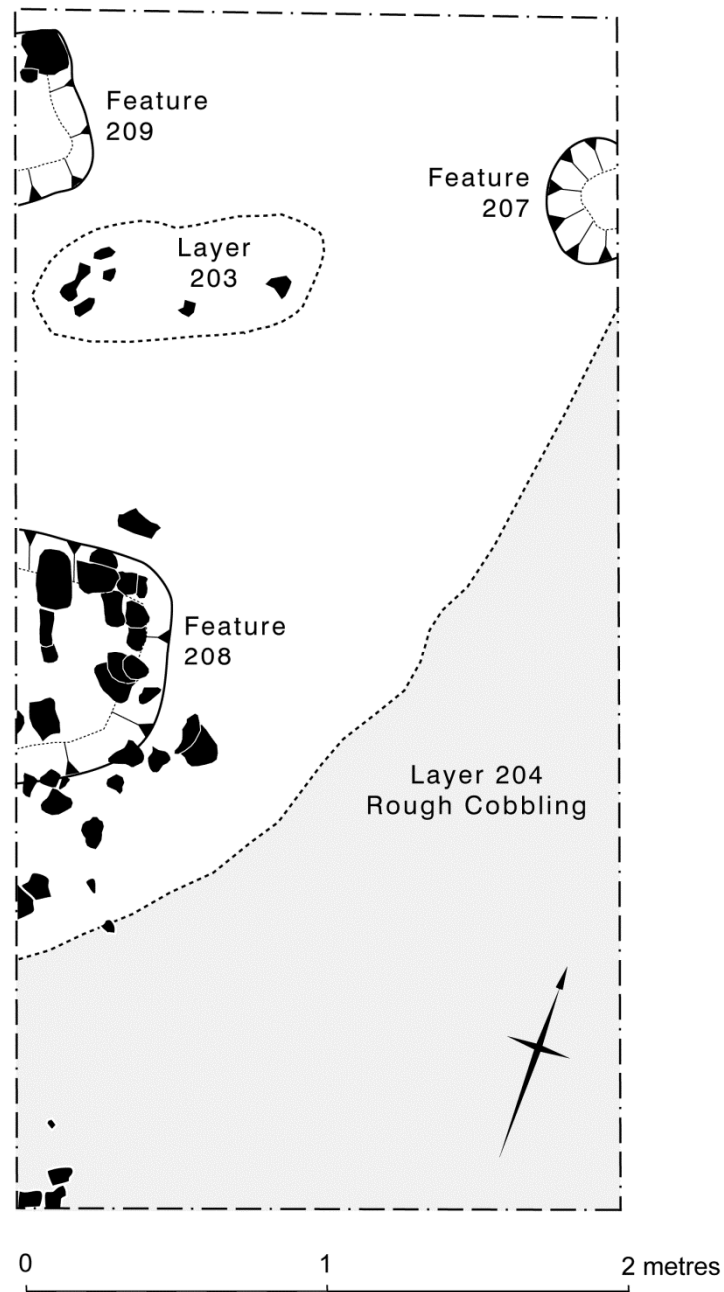 Feature
209
Feature
207
Layer
203
Feature
208
Layer 204
Rough Cobbling
0 1 2 metres